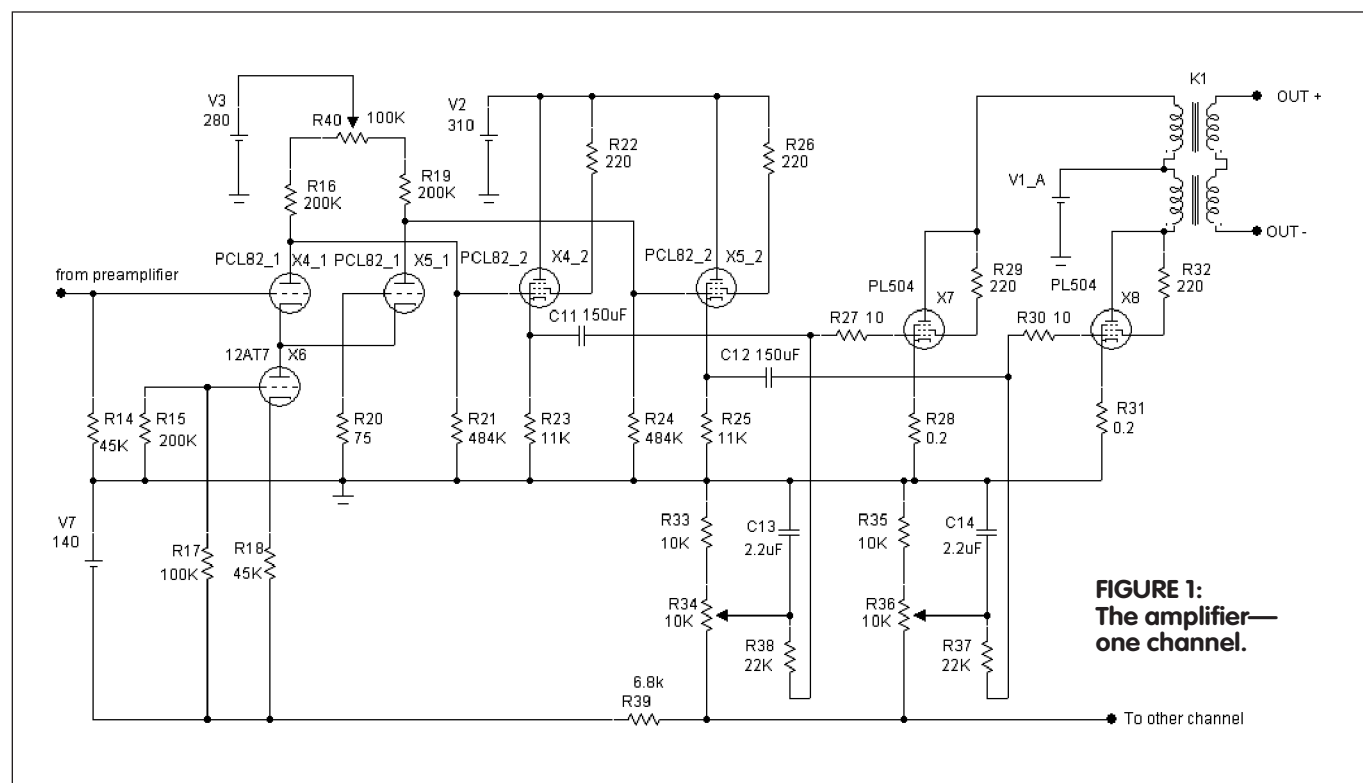 K1
OUT +
V3
280
R40
100K
V2
310
R22
220
R26
220
R16
200K
R19
200K
V1_A
OUT-
PCL82_1
X4_1
PCL82_1
X5_1
PCL82_2
X4_2
PCL82_2
X5_2
from preamplifier
PL504
X7
R29
220
PL504
X8
R32
220
C11
150uF
R27 10
R30 10
12AT7
X6
C12 150uF
R14
45K
R15
200K
R20
75
R21
484K
R23
11K
R24
484K
R25
11K
R28
0.2
R31
0.2
V7
140
R17
100K
R18
45K
R33
10K
C13
2.2uF
R35
10K
C14
2.2uF
R34
10K
R36
10K
R38
22K
R37
22K
FIGURE 1:
The amplifier—
one channel.
6.8k
R39
To other channel